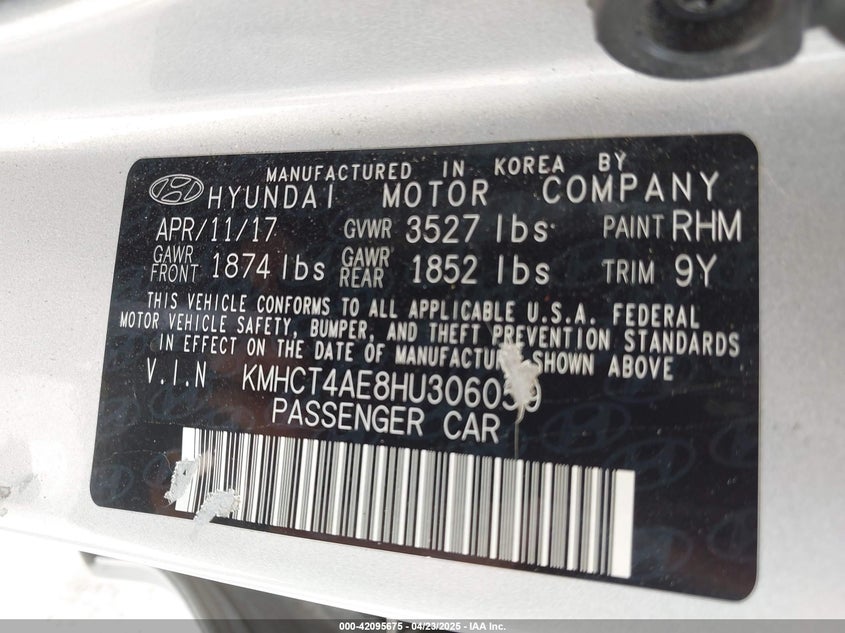 MANUFACTURED IN KOREA BY
HYUNDAI MOTOR COMPANY
APR/11/17 GVWR 3527 lbs PAINT RHM
GAWR FRONT 1874 lbs GAWR REAR 1852 lbs TRIM 9Y
THIS VEHICLE CONFORMS TO ALL APPLICABLE U.S.A. FEDERAL
MOTOR VEHICLE SAFETY, BUMPER, AND THEFT PREVENTION STANDARDS
IN EFFECT ON THE DATE OF MANUFACTURE SHOWN ABOVE
V.I.N
PASSENGER CAR
000-42095675 - 04/23/2025 - IAA Inc.